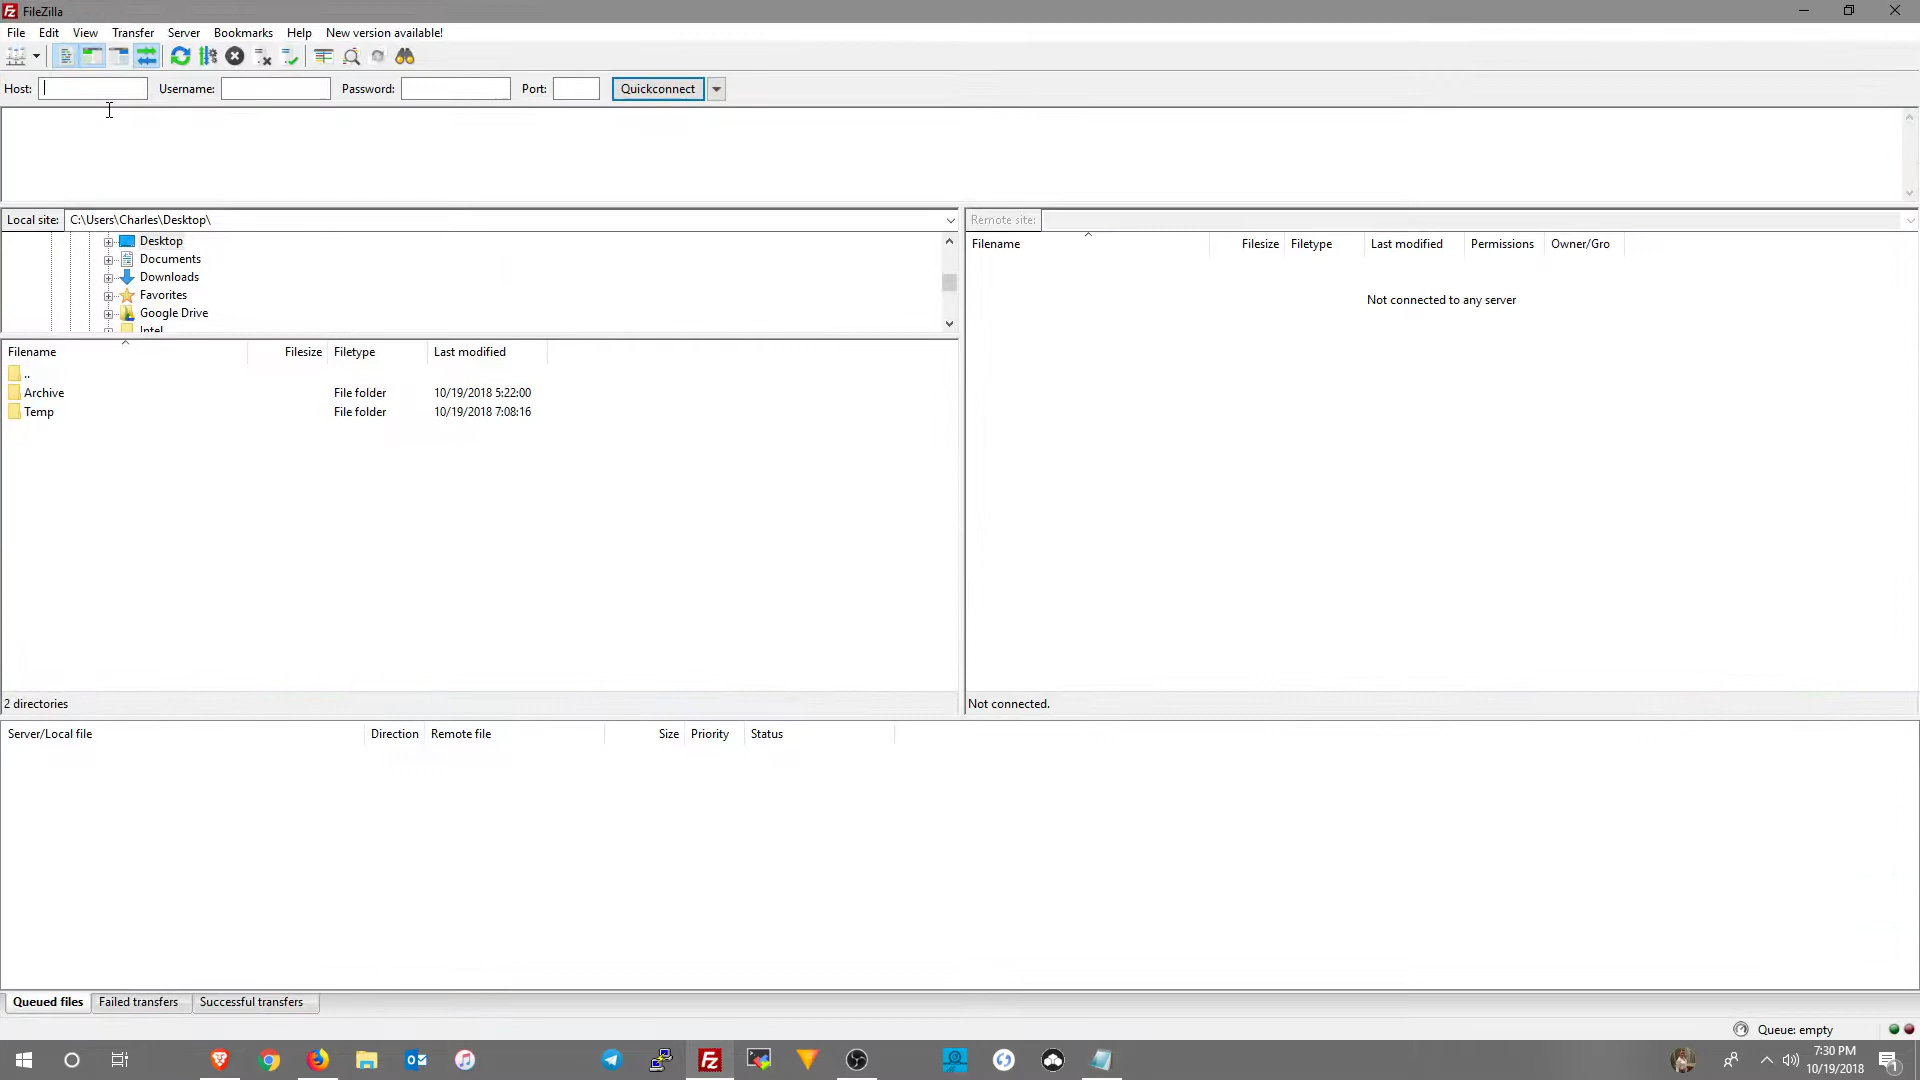 FileZilla
File Edit View Transfer Server Bookmarks Help New version available!
Host: Username: Password: Port: Quickconnect
Local site: C:\Users\Charles\Desktop\
Remote site:
Desktop
Documents
Downloads
Favorites
Google Drive
Intel
Filename Filesize Filetype Last modified Permissions Owner/Gro
Not connected to any server
Filename Filesize Filetype Last modified
..
Archive File folder 10/19/2018 5:22:00
Temp File folder 10/19/2018 7:08:16
2 directories
Not connected.
Server/Local file Direction Remote file Size Priority Status
Queued files Failed transfers Successful transfers
Queue: empty
7:30 PM
10/19/2018
1